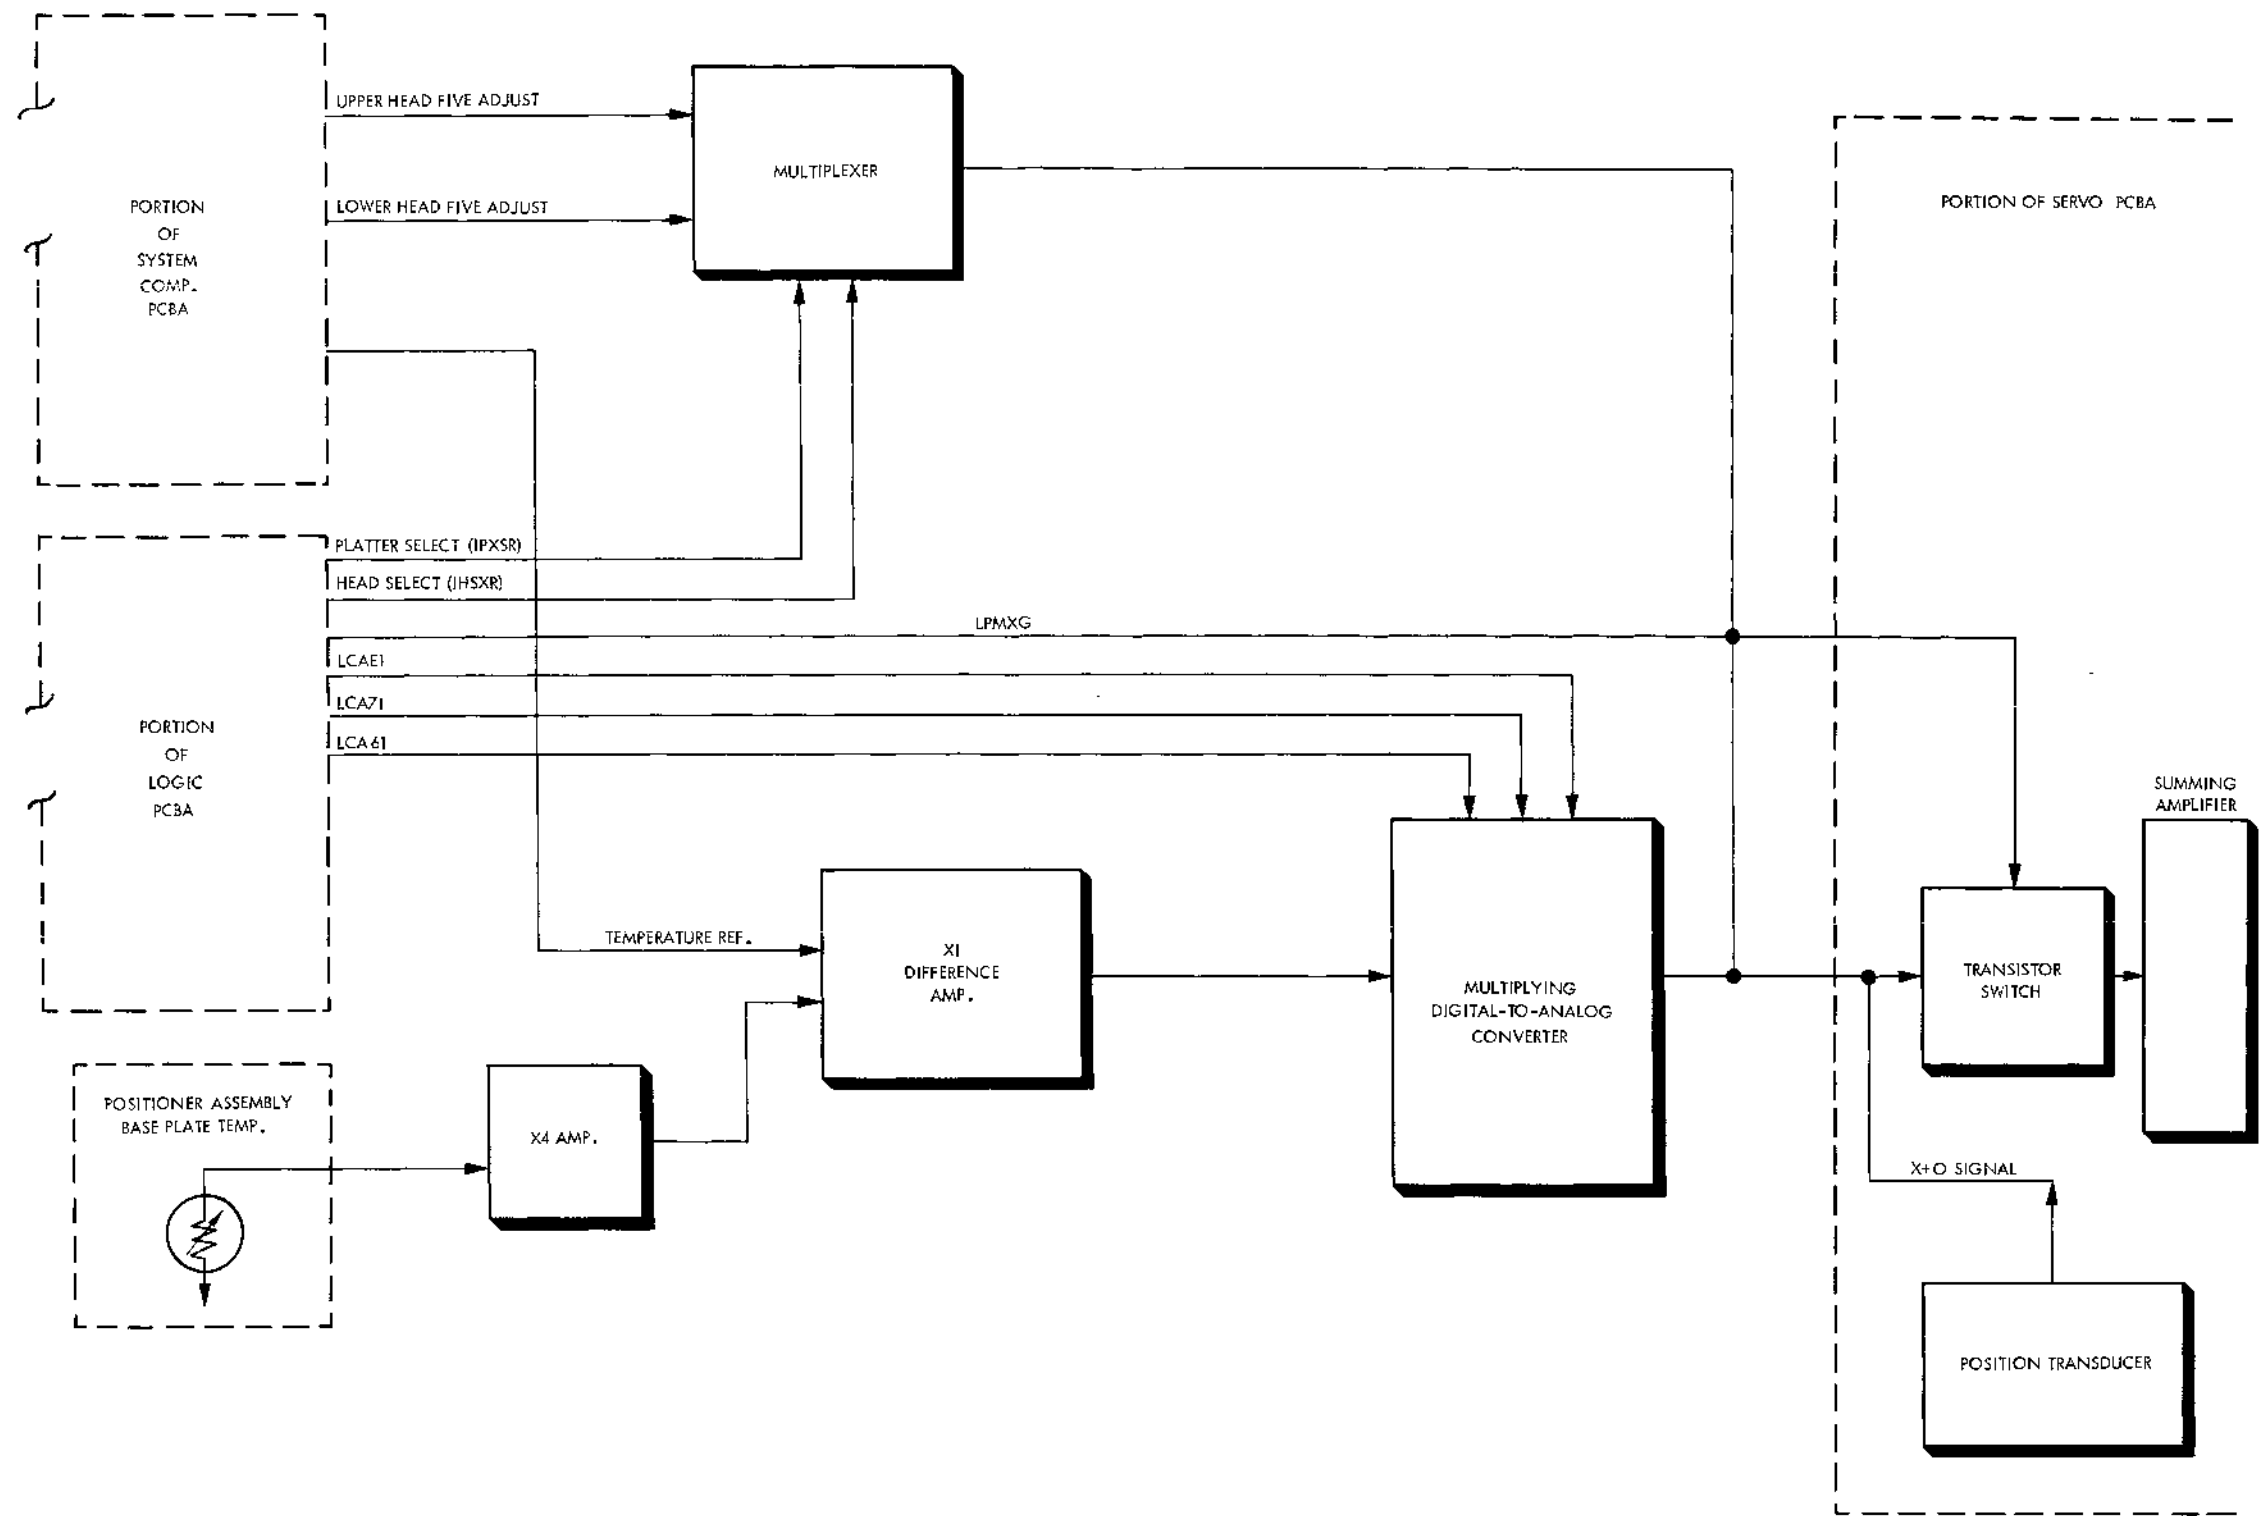 UPPER HEAD FIVE ADJUST
MULTIPLEXER
LOWER HEAD FIVE ADJUST
PORTION
OF
SYSTEM
COMP.
PCBA
PORTION OF SERVO PCBA
PLATTER SELECT (IPXSR)
HEAD SELECT (IHSXR)
LPMXG
LCAE1
LCA71
LCA61
PORTION
OF
LOGIC
PCBA
SUMMING
AMPLIFIER
TEMPERATURE REF.
X1
DIFFERENCE
AMP.
MULTIPLYING
DIGITAL-TO-ANALOG
CONVERTER
TRANSISTOR
SWITCH
POSITIONER ASSEMBLY
BASE PLATE TEMP.
X4 AMP.
X+O SIGNAL
POSITION TRANSDUCER